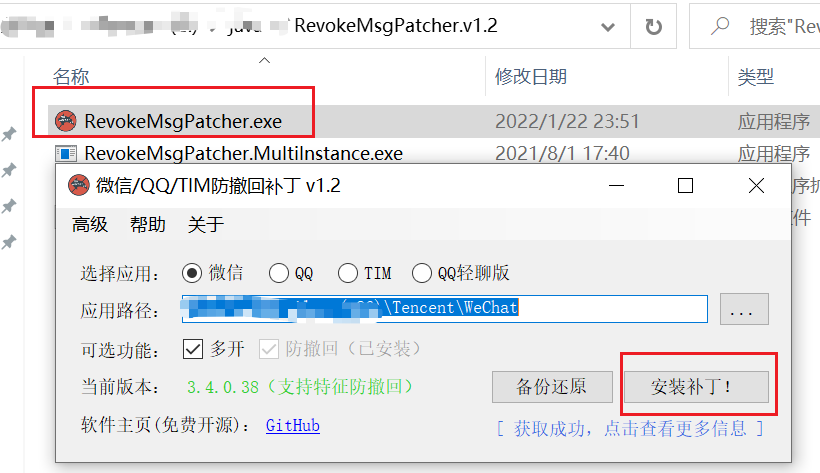 RevokeMsgPatcher.v1.2
搜索"Rev
名称 修改日期 类型
RevokeMsgPatcher.exe 2022/1/22 23:51 应用程序
RevokeMsgPatcher.MultiInstance.exe 2021/8/1 17:40 应用程序
微信/QQ/TIM防撤回补丁 v1.2
高级 帮助 关于
选择应用： 微信 QQ TIM QQ轻聊版
应用路径： \Tencent\WeChat ...
可选功能： 多开 防撤回（已安装）
当前版本： 3.4.0.38（支持特征防撤回） 备份还原 安装补丁！
软件主页(免费开源)： GitHub [ 获取成功，点击查看更多信息 ]